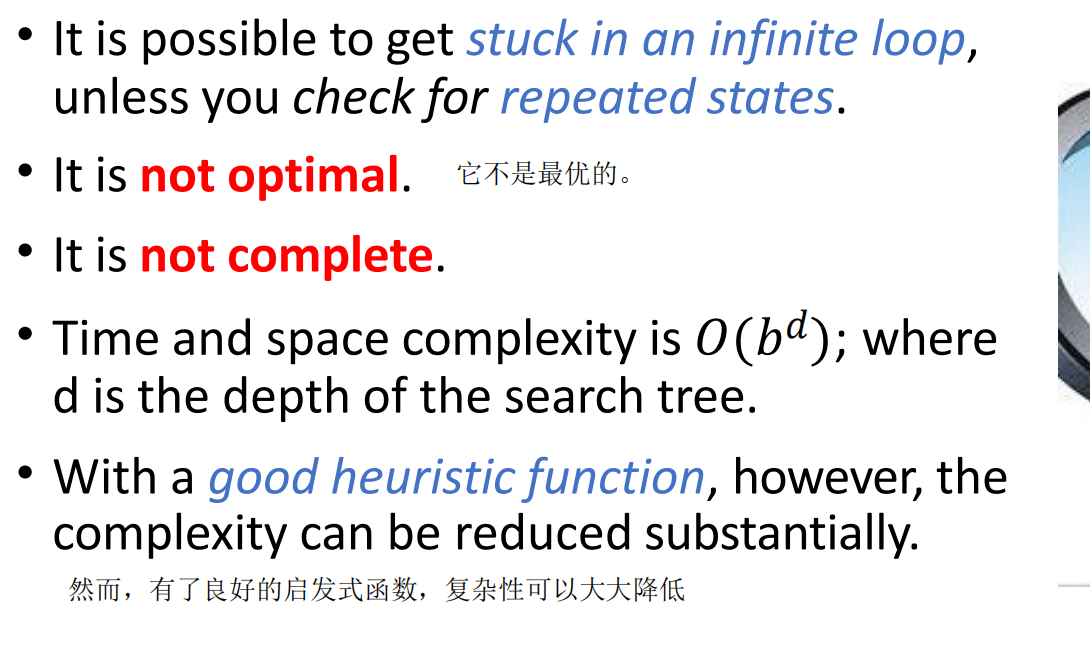 • It is possible to get stuck in an infinite loop,
unless you check for repeated states.
• It is not optimal. 它不是最优的。
• It is not complete.
• Time and space complexity is O(b^d); where
d is the depth of the search tree.
• With a good heuristic function, however, the
complexity can be reduced substantially.
然而，有了良好的启发式函数，复杂性可以大大降低